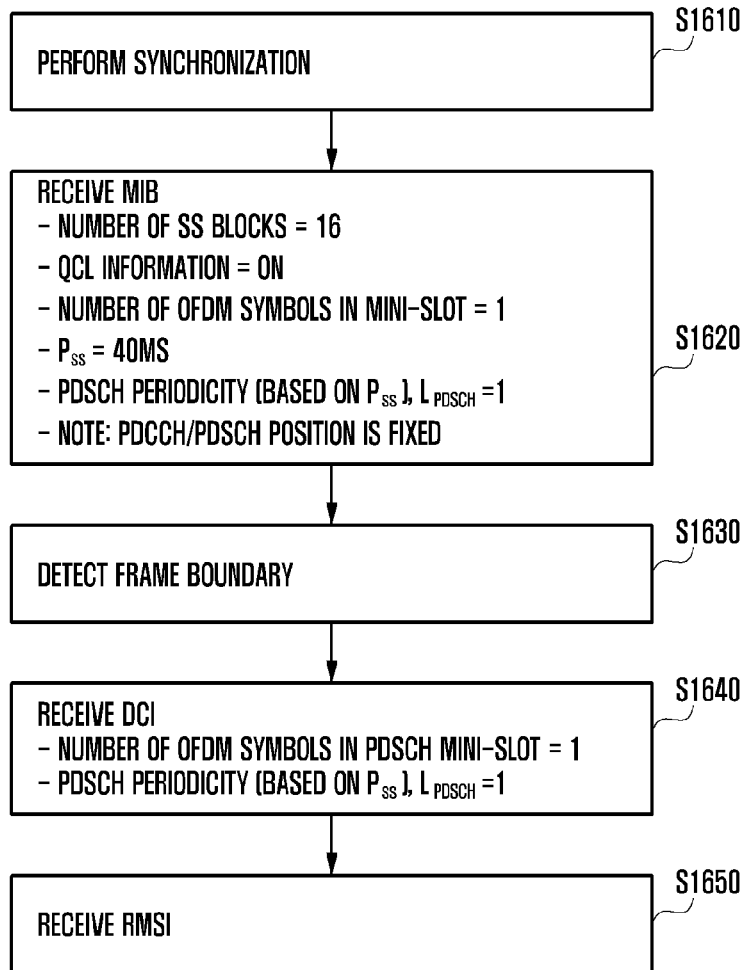 S1610
PERFORM SYNCHRONIZATION
RECEIVE MIB
– NUMBER OF SS BLOCKS = 16
– QCL INFORMATION = ON
– NUMBER OF OFDM SYMBOLS IN MINI-SLOT = 1
– PSS = 40MS
– PDSCH PERIODICITY (BASED ON PSS), LPDSCH =1
– NOTE: PDCCH/PDSCH POSITION IS FIXED
S1620
S1630
DETECT FRAME BOUNDARY
S1640
RECEIVE DCI
– NUMBER OF OFDM SYMBOLS IN PDSCH MINI-SLOT = 1
– PDSCH PERIODICITY (BASED ON PSS), LPDSCH =1
S1650
RECEIVE RMSI